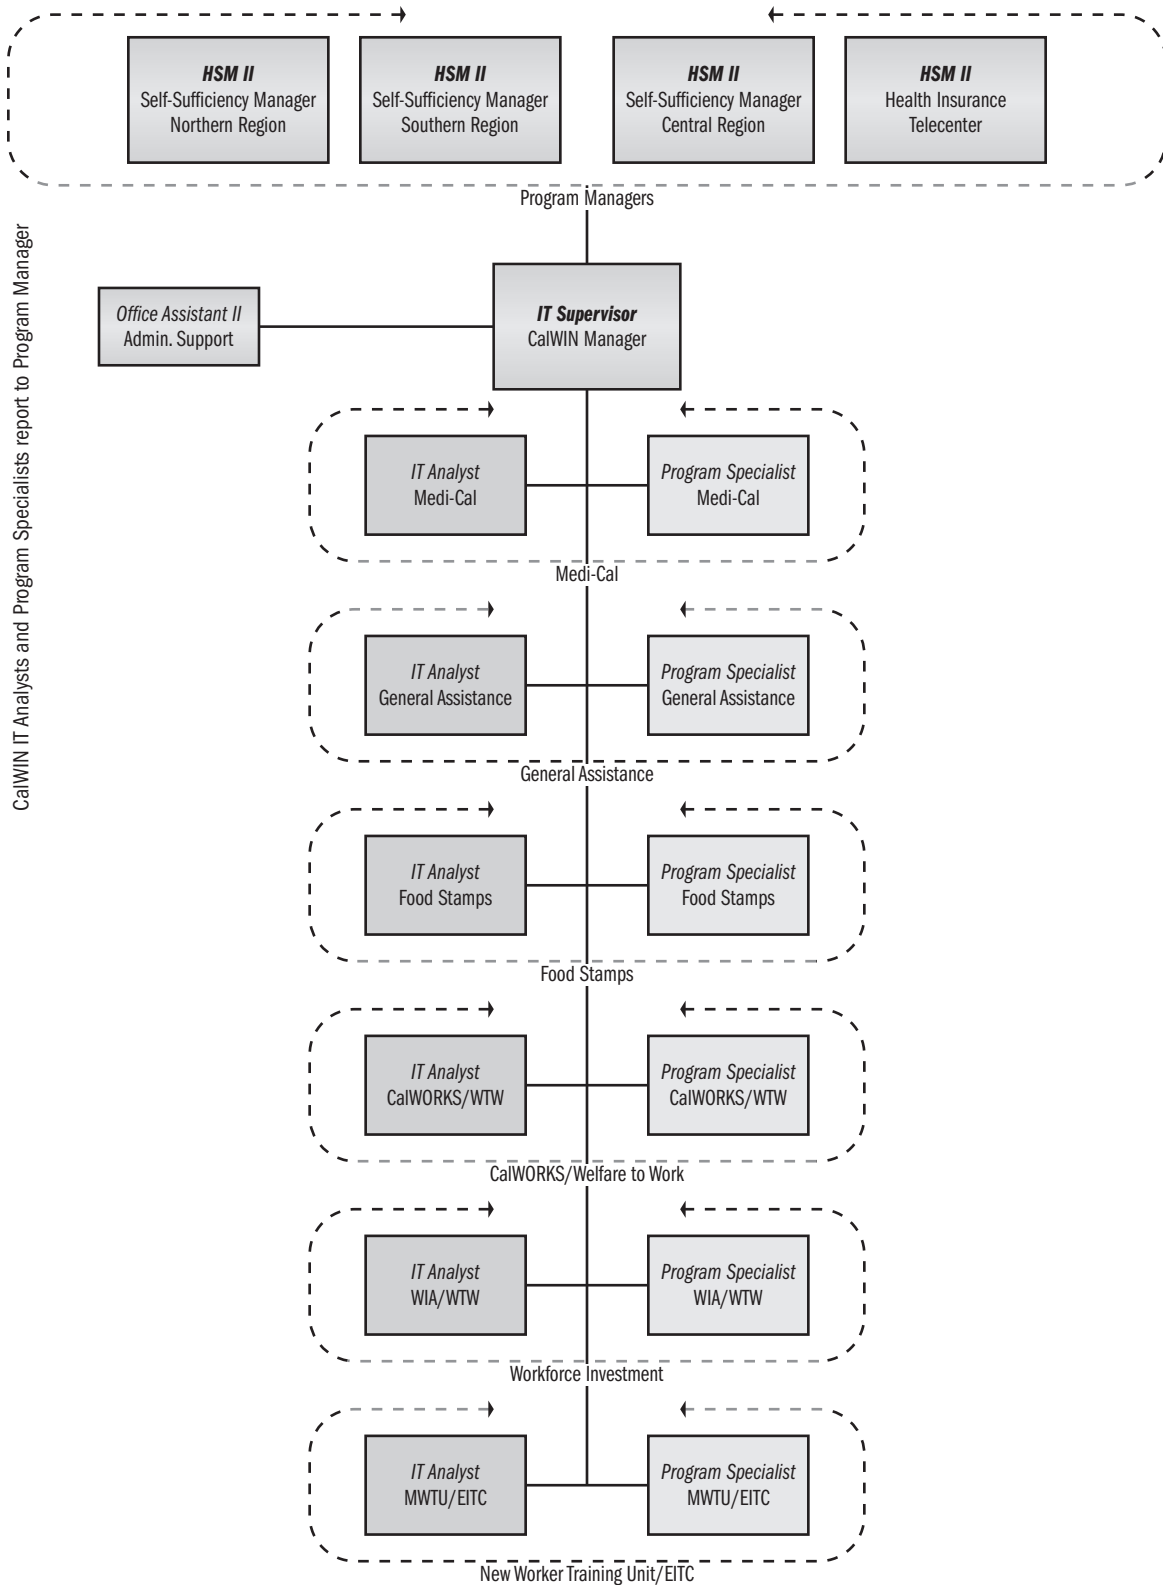 HSM II
Self-Sufficiency Manager
Northern Region
HSM II
Self-Sufficiency Manager
Southern Region
HSM II
Self-Sufficiency Manager
Central Region
HSM II
Health Insurance
Telecenter
Program Managers
CalWIN IT Analysts and Program Specialists report to Program Manager
Office Assistant II
Admin. Support
IT Supervisor
CalWIN Manager
IT Analyst
Medi-Cal
Program Specialist
Medi-Cal
Medi-Cal
IT Analyst
General Assistance
Program Specialist
General Assistance
General Assistance
IT Analyst
Food Stamps
Program Specialist
Food Stamps
Food Stamps
IT Analyst
CalWORKS/WTW
Program Specialist
CalWORKS/WTW
CalWORKS/Welfare to Work
IT Analyst
WIA/WTW
Program Specialist
WIA/WTW
Workforce Investment
IT Analyst
MWTU/EITC
Program Specialist
MWTU/EITC
New Worker Training Unit/EITC